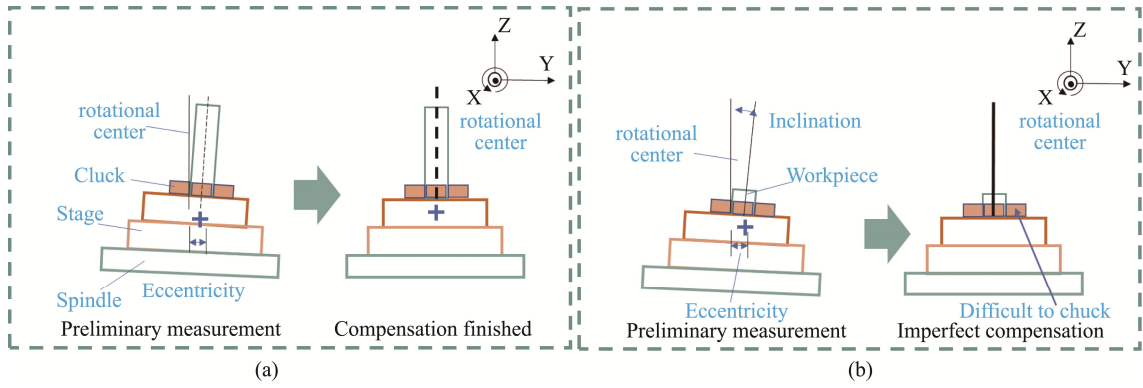 Z
Y
X
rotational
center
rotational
center
Cluck
Stage
Spindle
Eccentricity
Preliminary measurement
Compensation finished
(a)
Z
Y
X
Inclination
rotational
center
rotational
center
Workpiece
Eccentricity
Difficult to chuck
Preliminary measurement
Imperfect compensation
(b)